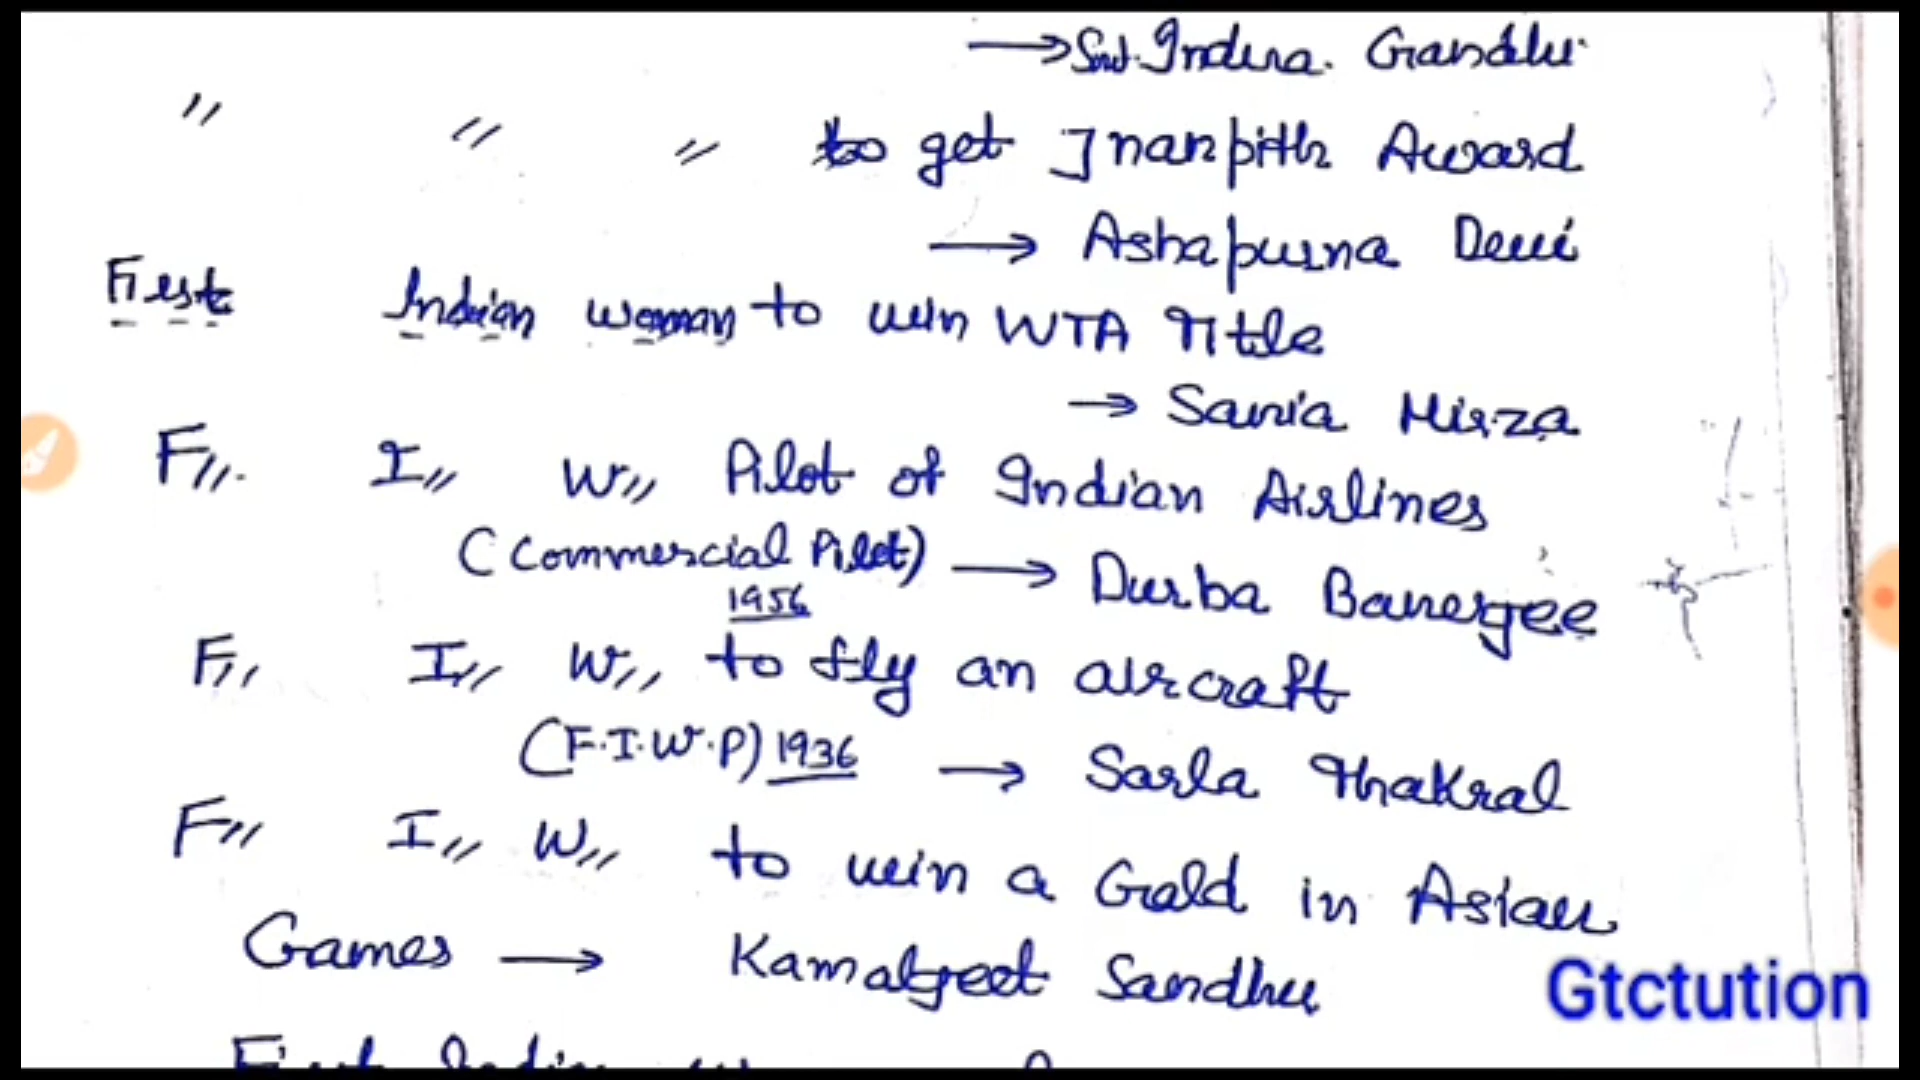 → Smt. Indira Gandhi
" " " to get Jnanpith Award
→ Ashapurna Devi
First Indian woman to win WTA Title
→ Sania Mirza
F〃 I〃 W〃 Pilot of Indian Airlines
(Commercial Pilot) → Durba Banerjee
1956
F〃 I〃 W〃 to fly an aircraft
(F.I.W.P) 1936 → Sarla Thakral
F〃 I〃 W〃 to win a Gold in Asian
Games → Kamaljeet Sandhu
Gtctution
First Indian